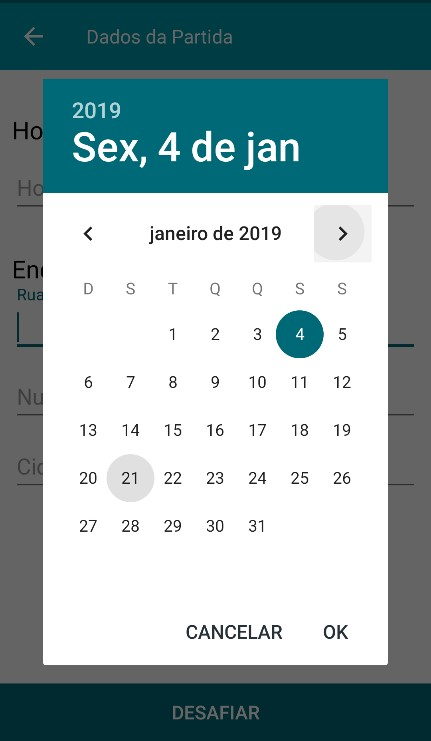 Dados da Partida
2019
Sex, 4 de jan
Ho
janeiro de 2019
Ho
End
Rua
D S T Q Q S S
1 2 3 4 5
6 7 8 9 10 11 12
13 14 15 16 17 18 19
20 21 22 23 24 25 26
27 28 29 30 31
Nu
Cid
CANCELAR OK
DESAFIAR